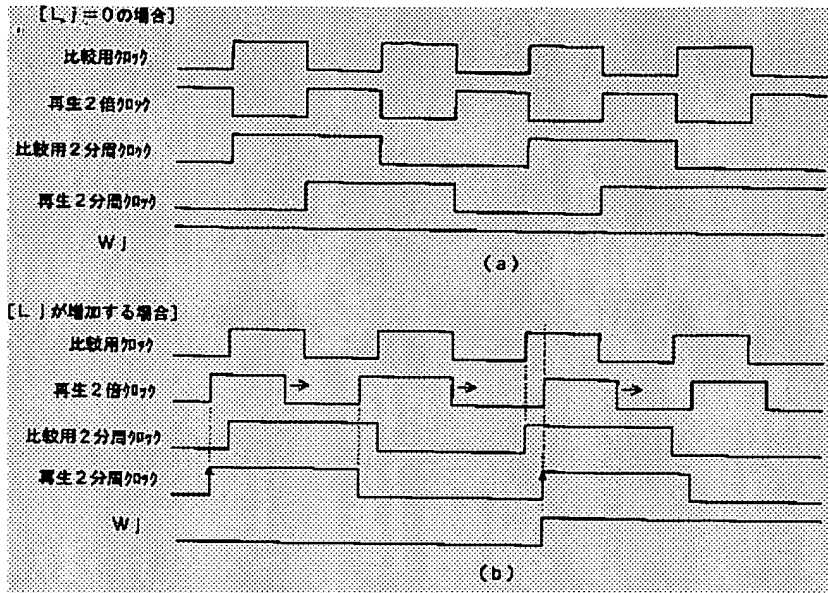 [Lj=0の場合]
比較用クロック
再生2倍クロック
比較用2分周クロック
再生2分周クロック
Wj
(a)
[Ljが増加する場合]
比較用クロック
再生2倍クロック
比較用2分周クロック
再生2分周クロック
Wj
(b)